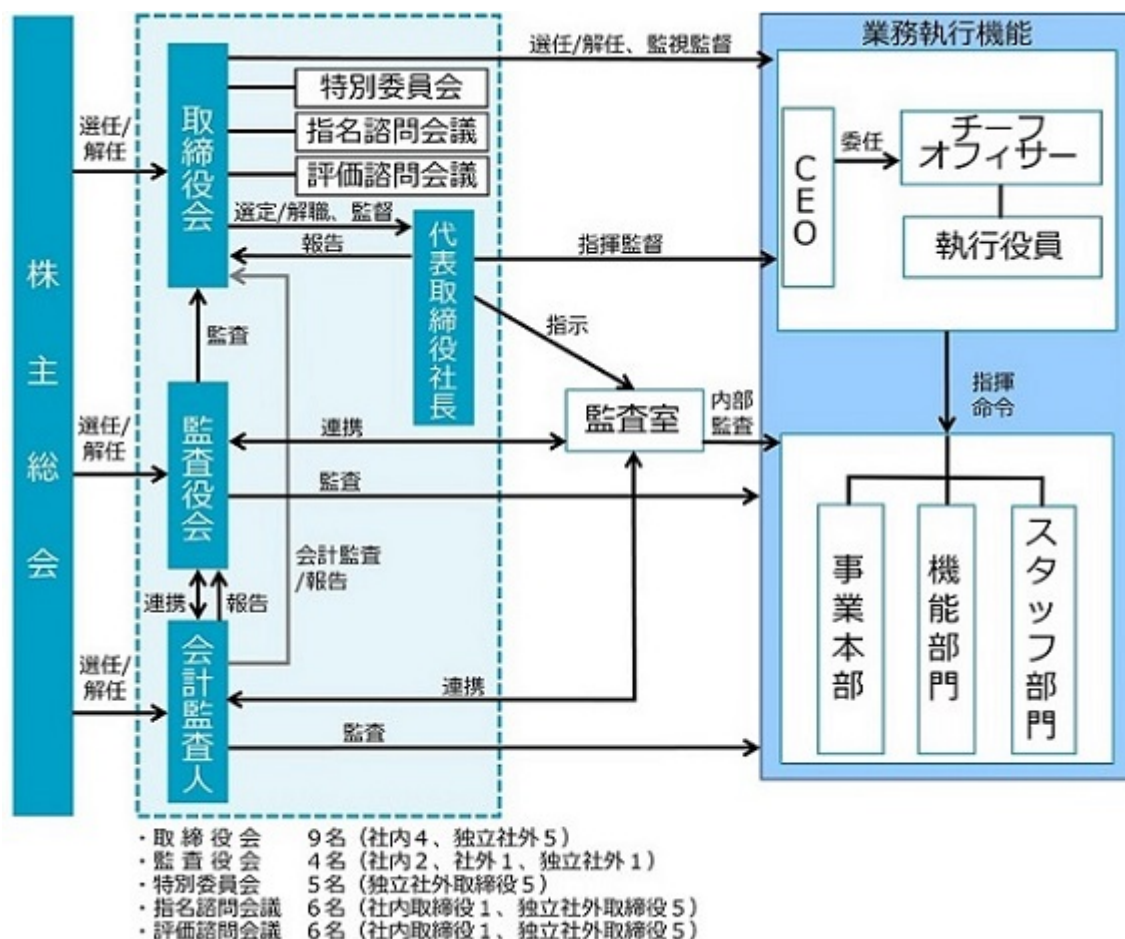 株主総会
選任/
解任
選任/
解任
選任/
解任
取締役会
特別委員会
指名諮問会議
評価諮問会議
選定/解職、監督
報告
代表取締役社長
監査
監査役会
連携
監査
会計監査
/報告
連携
報告
会計監査人
連携
監査
選任/解任、監視監督
指揮監督
指示
監査室
内部
監査
業務執行機能
CEO
委任
チーフ
オフィサー
執行役員
指揮
命令
事業本部
機能部門
スタッフ部門
・取 締 役 会 9名（社内４、独立社外５）
・監 査 役 会 4名（社内２、社外１、独立社外１）
・特別委員会 5名（独立社外取締役５）
・指名諮問会議 6名（社内取締役１、独立社外取締役５）
・評価諮問会議 6名（社内取締役１、独立社外取締役５）